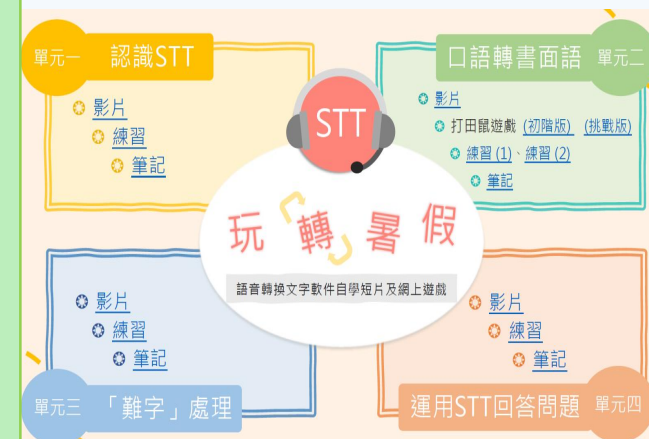 單元一 認識STT
影片
練習
筆記
口語轉書面語 單元二
影片
打田鼠遊戲 (初階版) (挑戰版)
練習 (1)、練習 (2)
筆記
STT
玩轉暑假
語音轉換文字軟件自學短片及網上遊戲
影片
練習
筆記
單元三 「難字」處理
影片
練習
筆記
運用STT回答問題 單元四